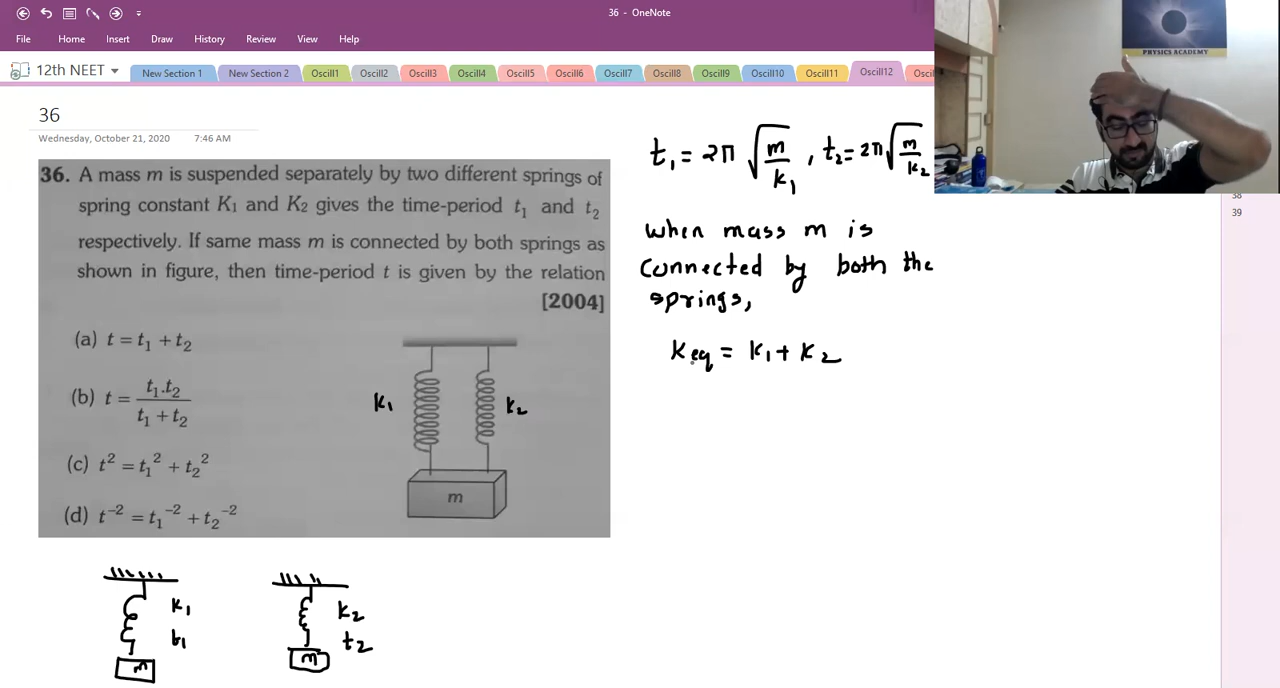 36 - OneNote
File Home Insert Draw History Review View Help
12th NEET
New Section 1 New Section 2 Oscill1 Oscill2 Oscill3 Oscill4 Oscill5 Oscill6 Oscill7 Oscill8 Oscill9 Oscill10 Oscill11 Oscill12 Oscil
PHYSICS ACADEMY
36
Wednesday, October 21, 2020 7:46 AM
36. A mass m is suspended separately by two different springs of
spring constant K₁ and K₂ gives the time-period t₁ and t₂
respectively. If same mass m is connected by both springs as
shown in figure, then time-period t is given by the relation
[2004]
(a) t = t₁ + t₂
(b) t = t₁.t₂ / t₁ + t₂
(c) t² = t₁² + t₂²
(d) t⁻² = t₁⁻² + t₂⁻²
K₁ K₂
m
t₁ = 2π √m/K₁ , t₂ = 2π √m/K₂
When mass m is
connected by both the
springs,
Keq = K₁ + K₂
K₁ K₂
t₁ t₂
m m
38
39